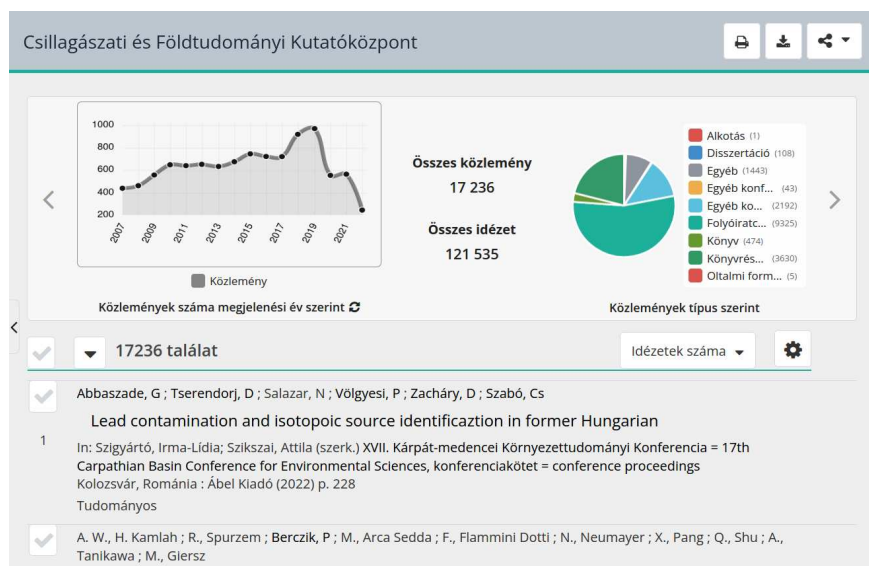 Csillagászati és Földtudományi Kutatóközpont
1000
800
600
400
200
2007
2009
2011
2013
2015
2017
2019
2021
Közlemény
Közlemények száma megjelenési év szerint
Összes közlemény
17 236
Összes idézet
121 535
Alkotás (1)
Disszertáció (108)
Egyéb (1443)
Egyéb konf... (43)
Egyéb ko... (2192)
Folyóiratc... (9325)
Könyv (474)
Könyvrés... (3630)
Oltalmi form... (5)
Közlemények típus szerint
17236 találat
Idézetek száma
Abbaszade, G ; Tserendorj, D ; Salazar, N ; Völgyesi, P ; Zacháry, D ; Szabó, Cs
Lead contamination and isotopoic source identificaztion in former Hungarian
1
In: Szigyártó, Irma-Lídia; Szikszai, Attila (szerk.) XVII. Kárpát-medencei Környezettudományi Konferencia = 17th
Carpathian Basin Conference for Environmental Sciences, konferenciakötet = conference proceedings
Kolozsvár, Románia : Ábel Kiadó (2022) p. 228
Tudományos
A. W., H. Kamlah ; R., Spurzem ; Berczik, P ; M., Arca Sedda ; F., Flammini Dotti ; N., Neumayer ; X., Pang ; Q., Shu ; A.,
Tanikawa ; M., Giersz